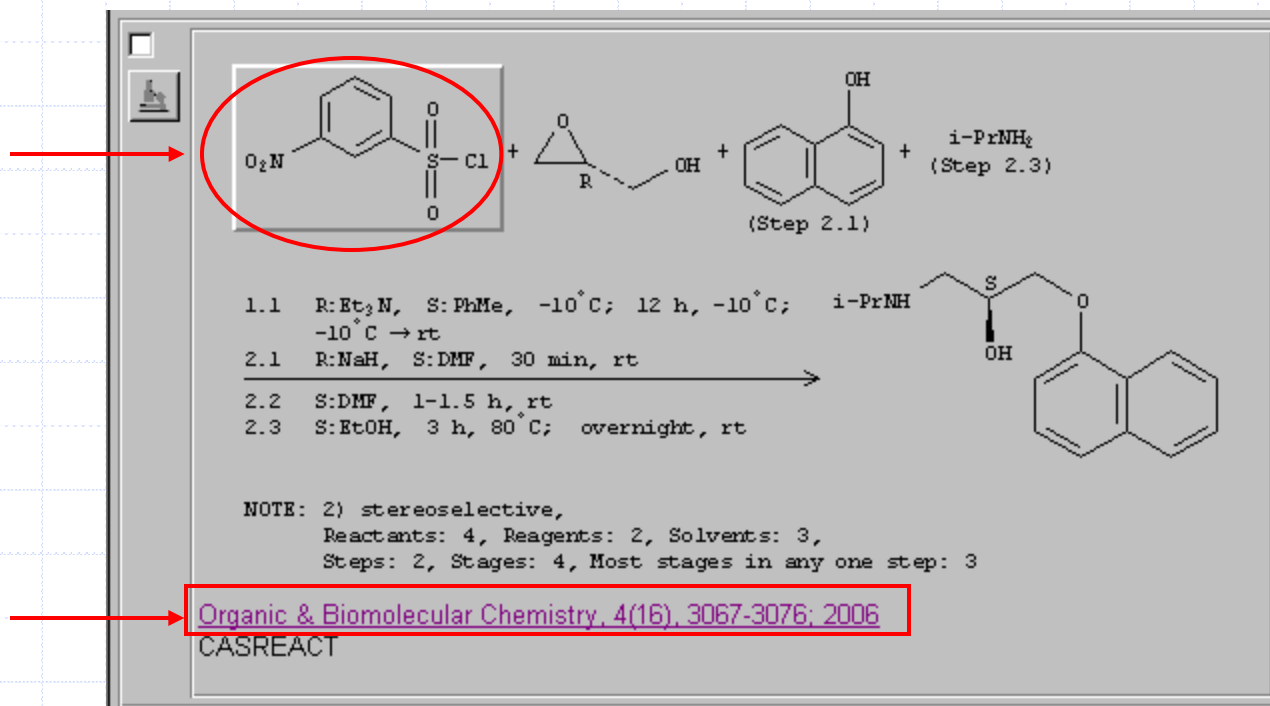 OH
O
O
O₂N
S
Cl
O
+
R
OH
+
(Step 2.1)
+
i-PrNH₂
(Step 2.3)
1.1 R:Et₃N, S:PhMe, -10°C; 12 h, -10°C;
-10°C → rt
2.1 R:NaH, S:DMF, 30 min, rt
2.2 S:DMF, 1-1.5 h, rt
2.3 S:EtOH, 3 h, 80°C; overnight, rt
i-PrNH
S
O
OH
NOTE: 2) stereoselective,
Reactants: 4, Reagents: 2, Solvents: 3,
Steps: 2, Stages: 4, Most stages in any one step: 3
Organic & Biomolecular Chemistry, 4(16), 3067-3076; 2006
CASREACT